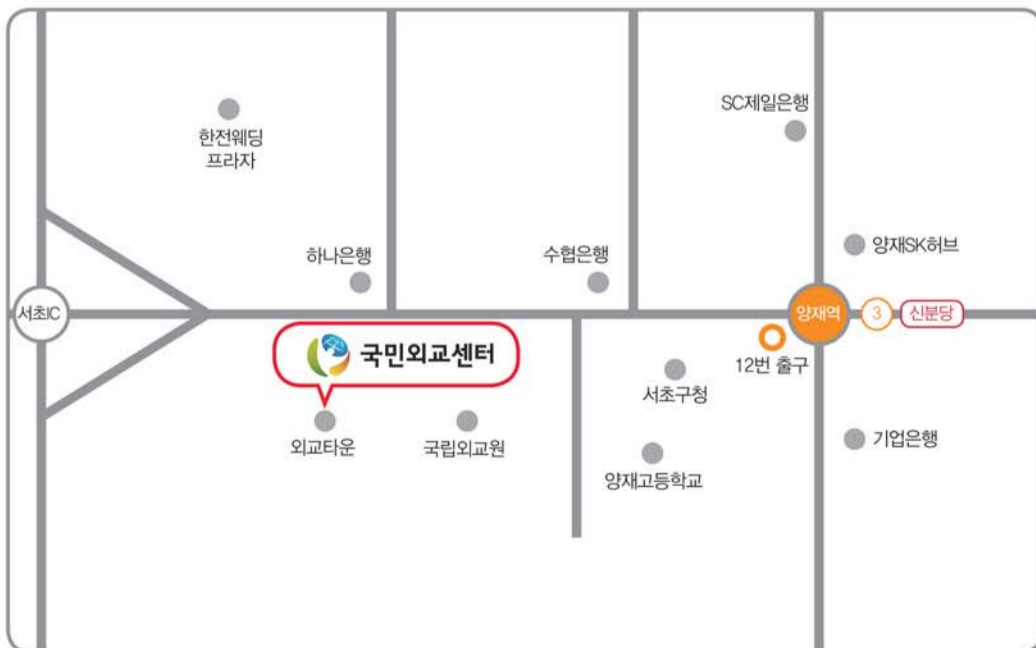 SC제일은행
한전웨딩
프라자
양재SK허브
하나은행
수협은행
서초IC
양재역
3
신분당
국민외교센터
12번 출구
서초구청
외교타운
국립외교원
기업은행
양재고등학교